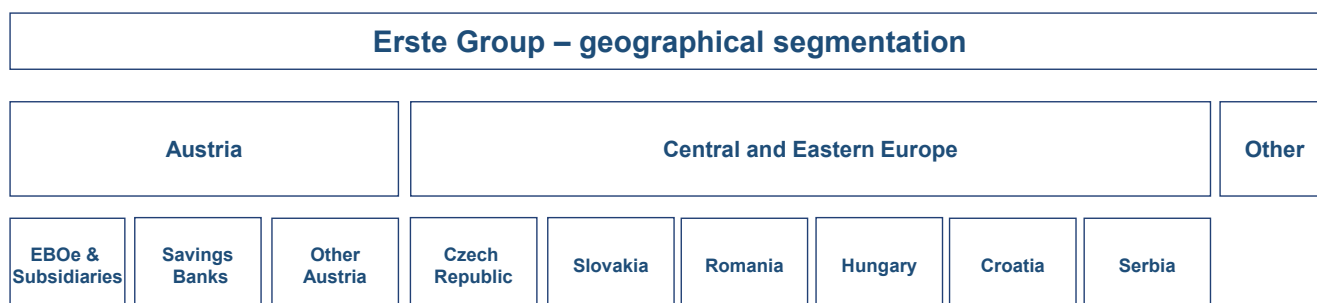 Erste Group – geographical segmentation
Austria
Central and Eastern Europe
Other
EBOe &
Subsidiaries
Savings
Banks
Other
Austria
Czech
Republic
Slovakia
Romania
Hungary
Croatia
Serbia